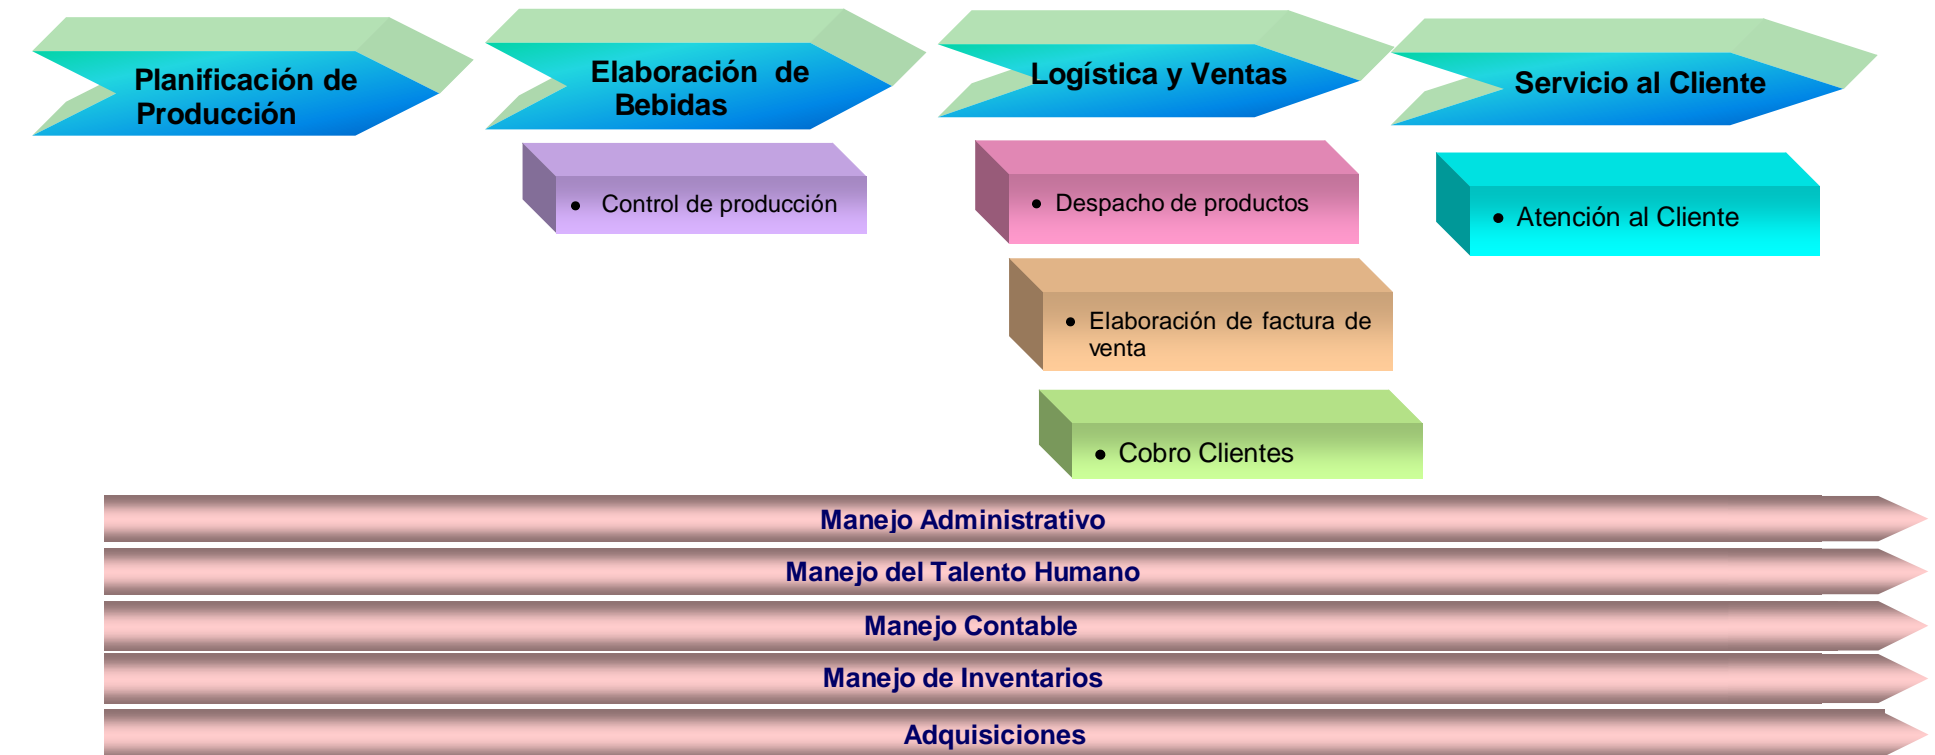 Planificación de
Producción
Elaboración de
Bebidas
Logística y Ventas
Servicio al Cliente
• Control de producción
• Despacho de productos
• Atención al Cliente
• Elaboración de factura de
venta
• Cobro Clientes
Manejo Administrativo
Manejo del Talento Humano
Manejo Contable
Manejo de Inventarios
Adquisiciones